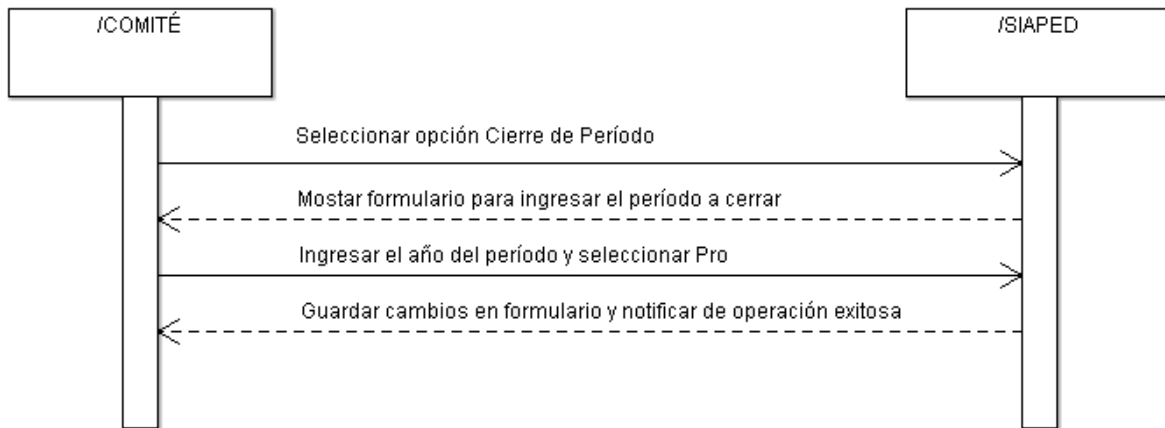 /COMITÉ
/SIAPED
Seleccionar opción Cierre de Período
Mostar formulario para ingresar el período a cerrar
Ingresar el año del período y seleccionar Pro
Guardar cambios en formulario y notificar de operación exitosa